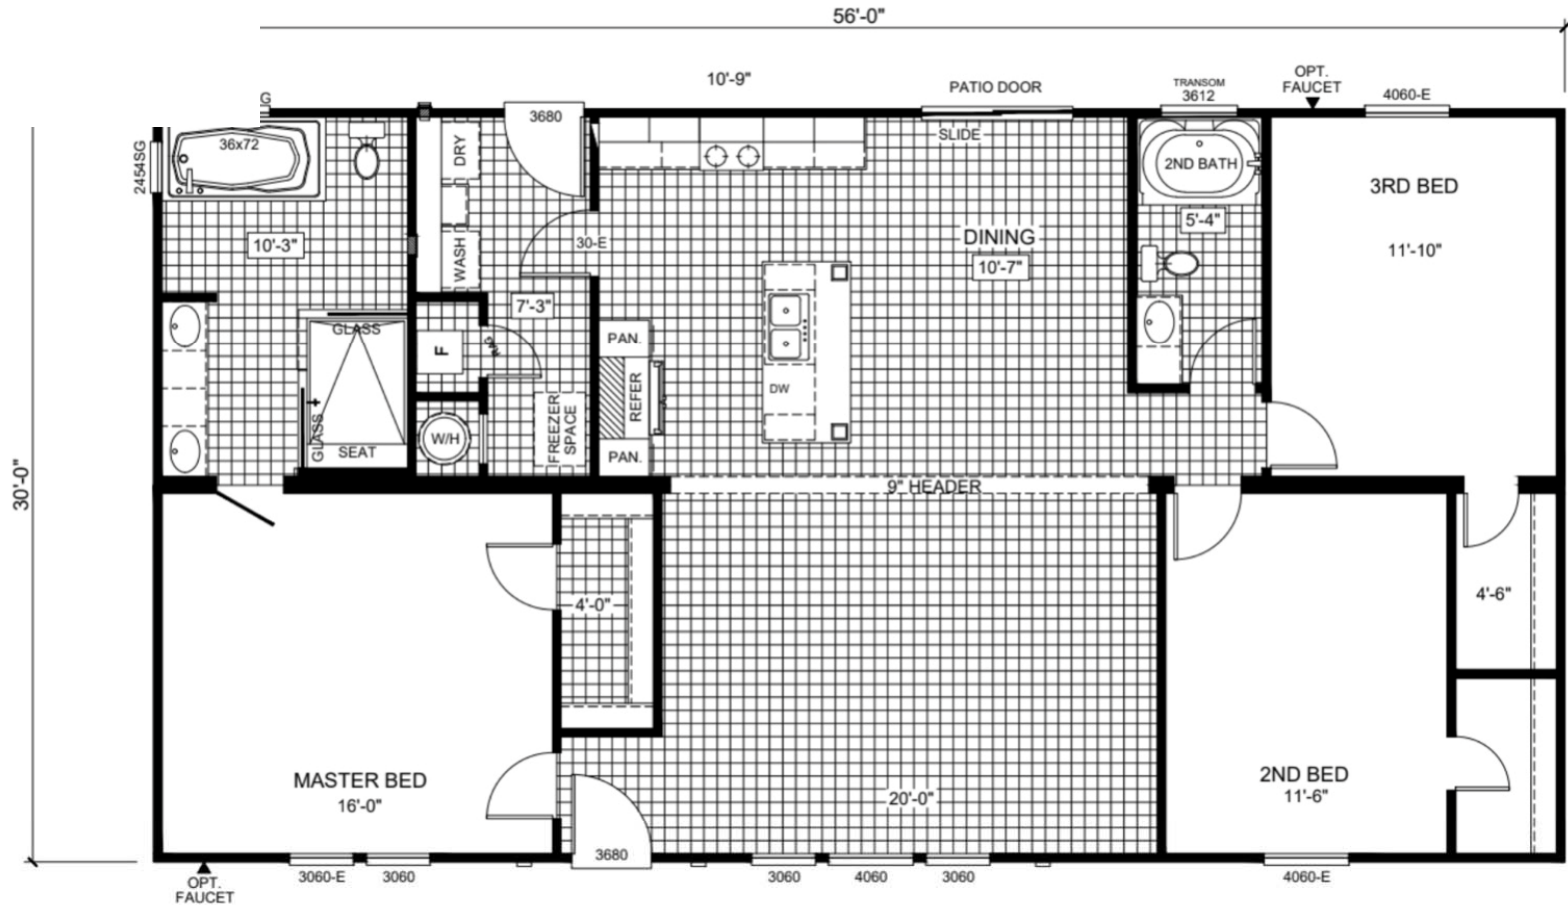 56'-0"
10'-9"
PATIO DOOR
TRANSOM
3612
OPT.
FAUCET
4060-E
G
3680
SLIDE
36x72
DRY
2454SG
2ND BATH
3RD BED
5'-4"
10'-3"
30-E
DINING
10'-7"
11'-10"
WASH
7'-3"
GLASS
F
RAG
PAN.
REFER
DW
GLASS
SEAT
W/H
FREEZER
SPACE
PAN.
30'-0"
9" HEADER
4'-0"
4'-6"
MASTER BED
16'-0"
20'-0"
2ND BED
11'-6"
3680
OPT.
FAUCET
3060-E
3060
3060
4060
3060
4060-E